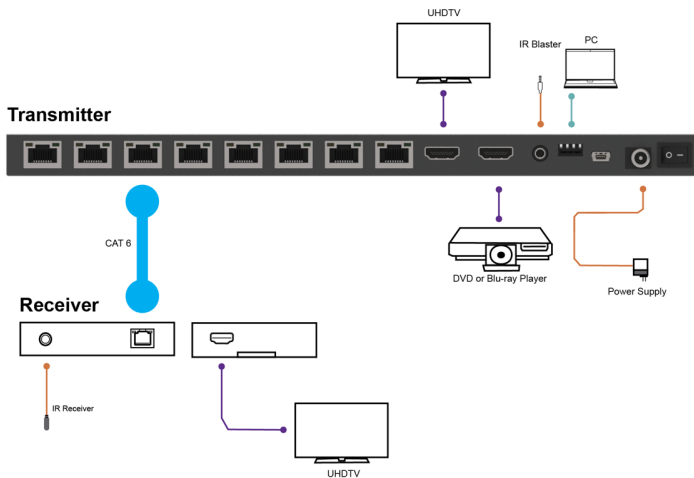 UHDTV
IR Blaster
PC
Transmitter
CAT 6
DVD or Blu-ray Player
Power Supply
Receiver
IR Receiver
UHDTV